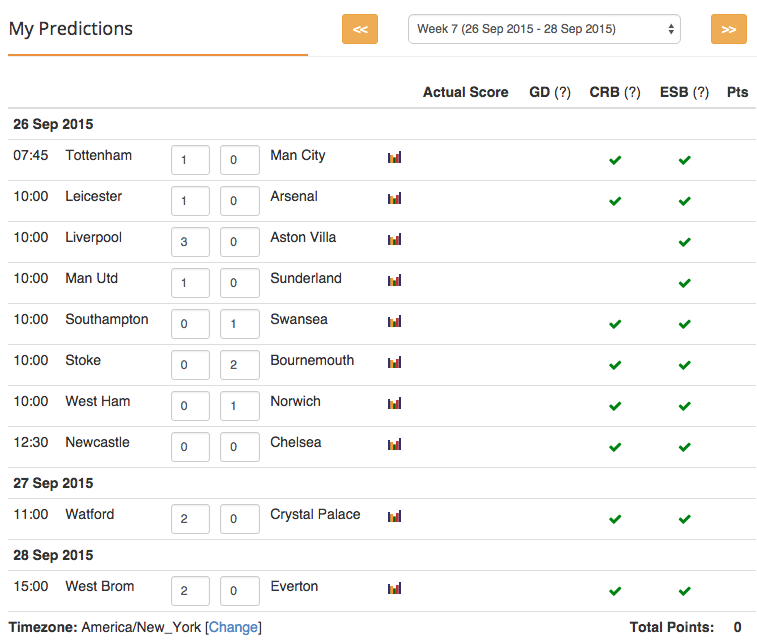 My Predictions << Week 7 (26 Sep 2015 - 28 Sep 2015) >>
Actual Score GD (?) CRB (?) ESB (?) Pts
26 Sep 2015
07:45 Tottenham 1 0 Man City
10:00 Leicester 1 0 Arsenal
10:00 Liverpool 3 0 Aston Villa
10:00 Man Utd 1 0 Sunderland
10:00 Southampton 0 1 Swansea
10:00 Stoke 0 2 Bournemouth
10:00 West Ham 0 1 Norwich
12:30 Newcastle 0 0 Chelsea
27 Sep 2015
11:00 Watford 2 0 Crystal Palace
28 Sep 2015
15:00 West Brom 2 0 Everton
Timezone: America/New_York [Change] Total Points: 0